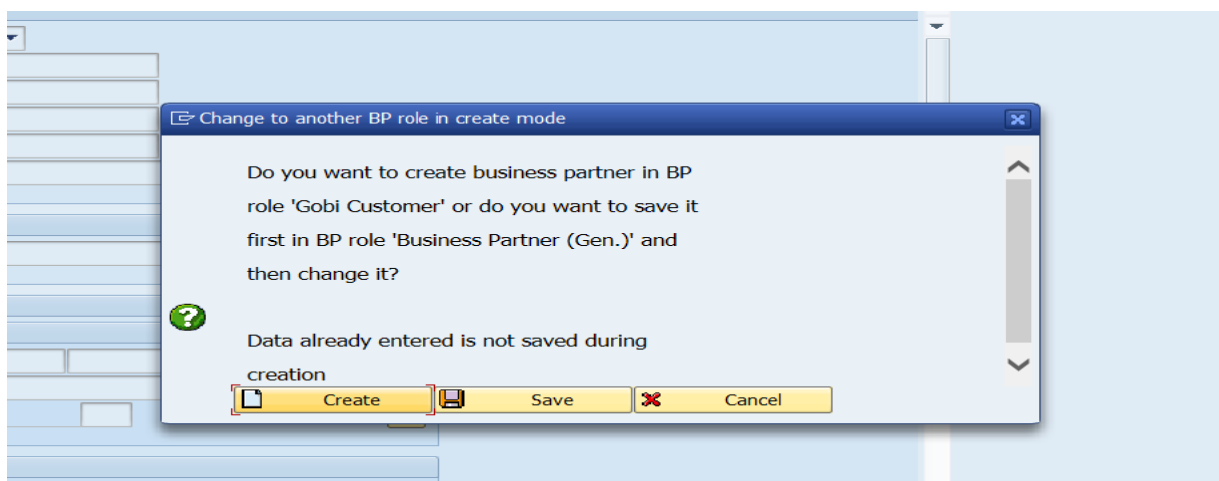 Change to another BP role in create mode
Do you want to create business partner in BP
role 'Gobi Customer' or do you want to save it
first in BP role 'Business Partner (Gen.)' and
then change it?
Data already entered is not saved during
creation
Create Save Cancel